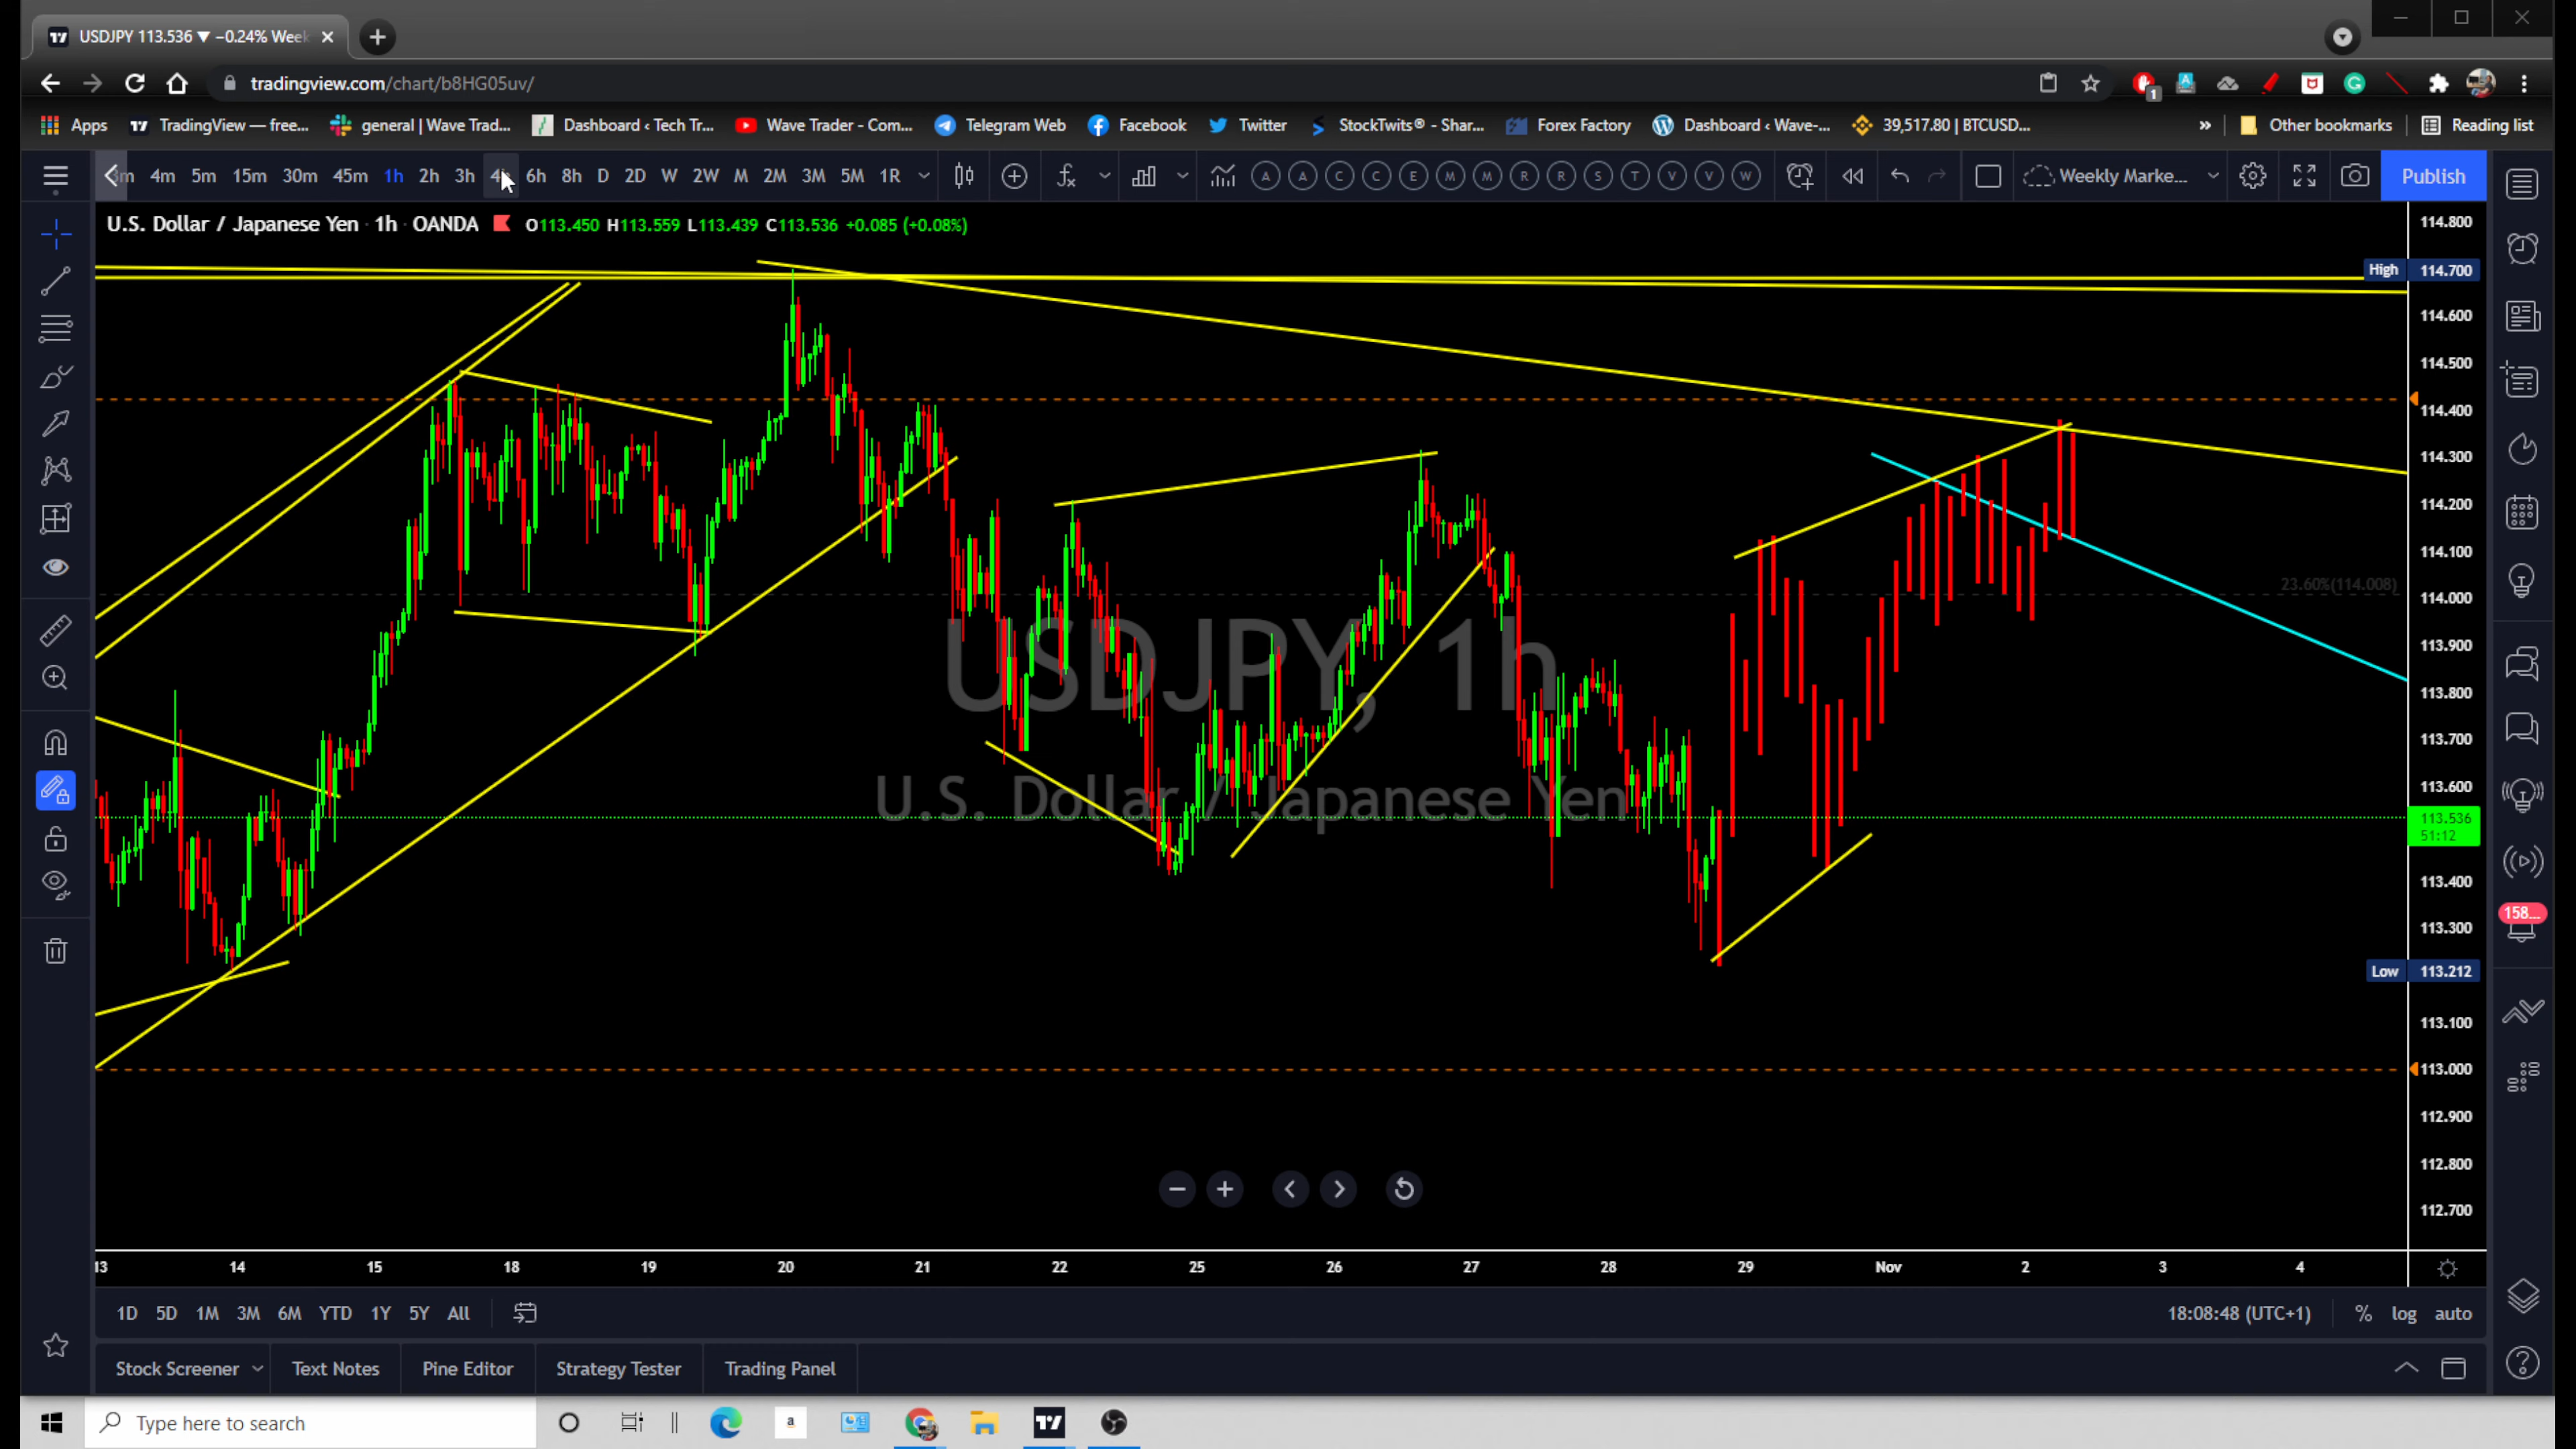 USDJPY 113.536 ▼ −0.24% Week
tradingview.com/chart/b8HG05uv/
1
Apps
TradingView — free...
general | Wave Trad...
Dashboard ‹ Tech Tr...
Wave Trader - Com...
Telegram Web
Facebook
Twitter
StockTwits® - Shar...
Forex Factory
Dashboard ‹ Wave-...
39,517.80 | BTCUSD...
»
Other bookmarks
Reading list
4m 5m 15m 30m 45m 1h 2h 3h 4h 6h 8h D 2D W 2W M 2M 3M 5M 1R
A A C C E M M R R S T V V W
Weekly Marke...
Publish
U.S. Dollar / Japanese Yen · 1h · OANDA O113.450 H113.559 L113.439 C113.536 +0.085 (+0.08%)
114.800
High 114.700
114.600
114.500
114.400
114.300
114.200
114.100
23.60%(114.008)
114.000
113.900
113.800
113.700
113.600
113.536
51:12
113.400
113.300
Low 113.212
113.100
113.000
112.900
112.800
112.700
USDJPY, 1h
U.S. Dollar / Japanese Yen
158...
13 14 15 18 19 20 21 22 25 26 27 28 29 Nov 2 3 4
1D 5D 1M 3M 6M YTD 1Y 5Y All
18:08:48 (UTC+1) % log auto
Stock Screener Text Notes Pine Editor Strategy Tester Trading Panel
Type here to search